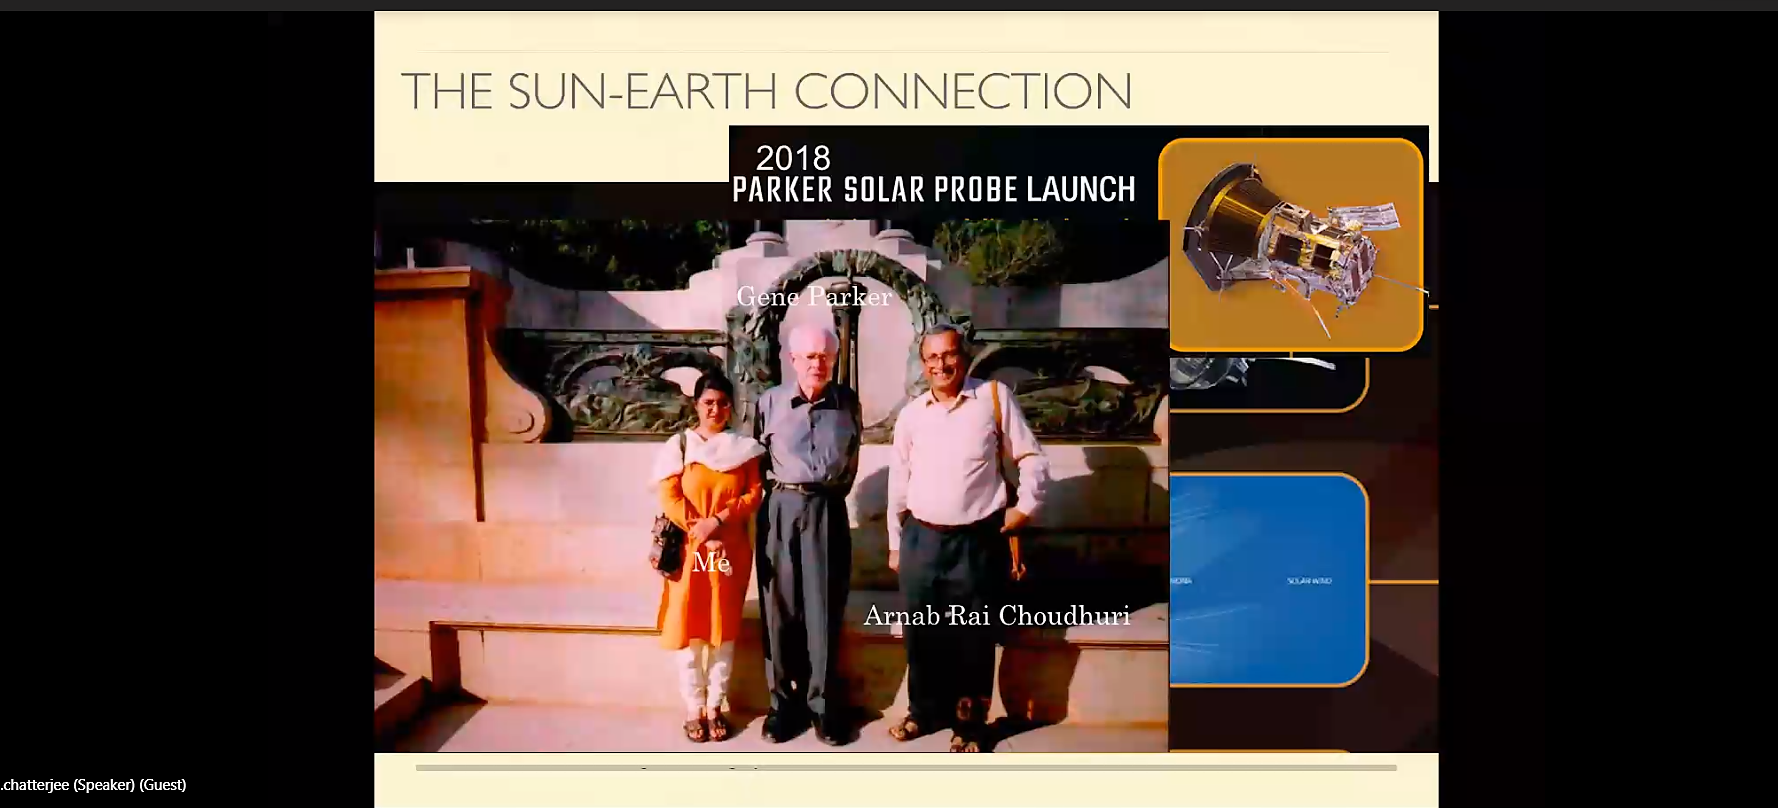 THE SUN-EARTH CONNECTION
2018
PARKER SOLAR PROBE LAUNCH
Gene Parker
Me
SOLAR WIND
Arnab Rai Choudhuri
.chatterjee (Speaker) (Guest)